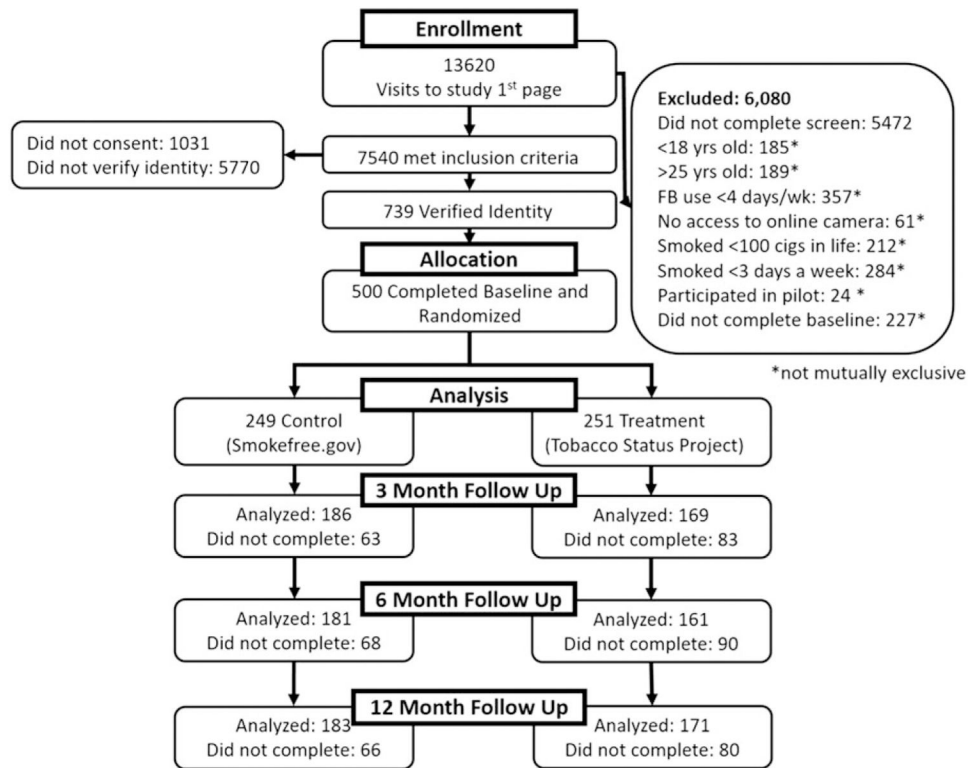 Enrollment
13620
Visits to study 1st page
Excluded: 6,080
Did not complete screen: 5472
<18 yrs old: 185*
>25 yrs old: 189*
FB use <4 days/wk: 357*
No access to online camera: 61*
Smoked <100 cigs in life: 212*
Smoked <3 days a week: 284*
Participated in pilot: 24 *
Did not complete baseline: 227*
*not mutually exclusive
Did not consent: 1031
Did not verify identity: 5770
7540 met inclusion criteria
739 Verified Identity
Allocation
500 Completed Baseline and
Randomized
Analysis
249 Control
(Smokefree.gov)
251 Treatment
(Tobacco Status Project)
3 Month Follow Up
Analyzed: 186
Did not complete: 63
Analyzed: 169
Did not complete: 83
6 Month Follow Up
Analyzed: 181
Did not complete: 68
Analyzed: 161
Did not complete: 90
12 Month Follow Up
Analyzed: 183
Did not complete: 66
Analyzed: 171
Did not complete: 80